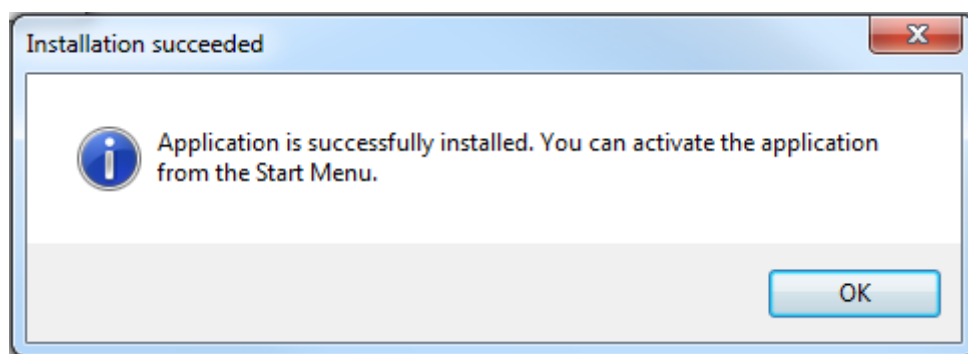 Installation succeeded
Application is successfully installed. You can activate the application
from the Start Menu.
OK